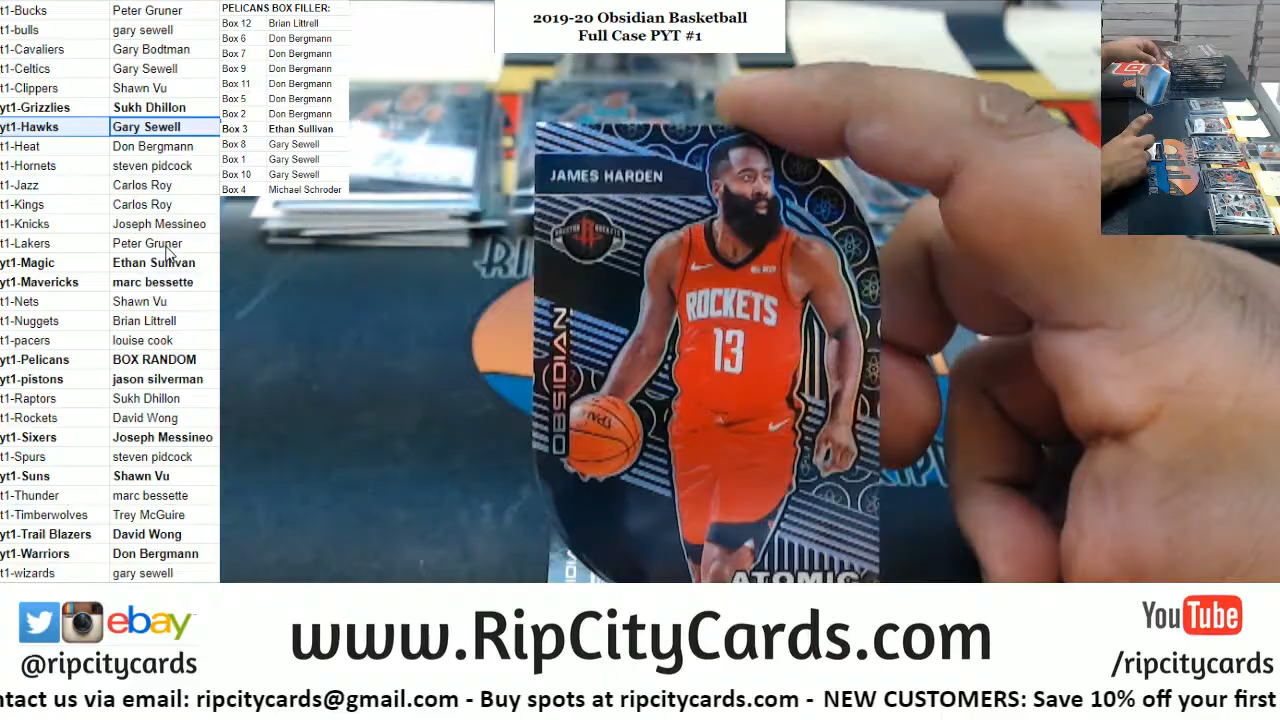 t1-Bucks Peter Gruner
t1-bulls gary sewell
t1-Cavaliers Gary Bodtman
t1-Celtics Gary Sewell
t1-Clippers Shawn Vu
yt1-Grizzlies Sukh Dhillon
yt1-Hawks Gary Sewell
t1-Heat Don Bergmann
t1-Hornets steven pidcock
t1-Jazz Carlos Roy
t1-Kings Carlos Roy
t1-Knicks Joseph Messineo
t1-Lakers Peter Gruner
yt1-Magic Ethan Sullivan
yt1-Mavericks marc bessette
t1-Nets Shawn Vu
t1-Nuggets Brian Littrell
t1-pacers louise cook
yt1-Pelicans BOX RANDOM
yt1-pistons jason silverman
t1-Raptors Sukh Dhillon
t1-Rockets David Wong
yt1-Sixers Joseph Messineo
t1-Spurs steven pidcock
yt1-Suns Shawn Vu
t1-Thunder marc bessette
t1-Timberwolves Trey McGuire
yt1-Trail Blazers David Wong
yt1-Warriors Don Bergmann
t1-wizards gary sewell
PELICANS BOX FILLER:
Box 12 Brian Littrell
Box 6 Don Bergmann
Box 7 Don Bergmann
Box 9 Don Bergmann
Box 11 Don Bergmann
Box 5 Don Bergmann
Box 2 Don Bergmann
Box 3 Ethan Sullivan
Box 8 Gary Sewell
Box 1 Gary Sewell
Box 10 Gary Sewell
Box 4 Michael Schroder
2019-20 Obsidian Basketball
Full Case PYT #1
JAMES HARDEN
OBSIDIAN
ROCKETS
13
ATOMIC
ebay
@ripcitycards
www.RipCityCards.com
YouTube
/ripcitycards
ntact us via email: ripcitycards@gmail.com - Buy spots at ripcitycards.com - NEW CUSTOMERS: Save 10% off your first